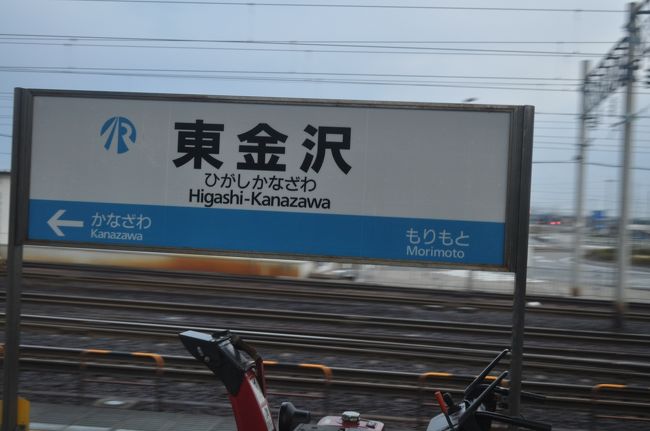 東金沢
ひがしかなざわ
Higashi-Kanazawa
かなざわ
Kanazawa
もりもと
Morimoto